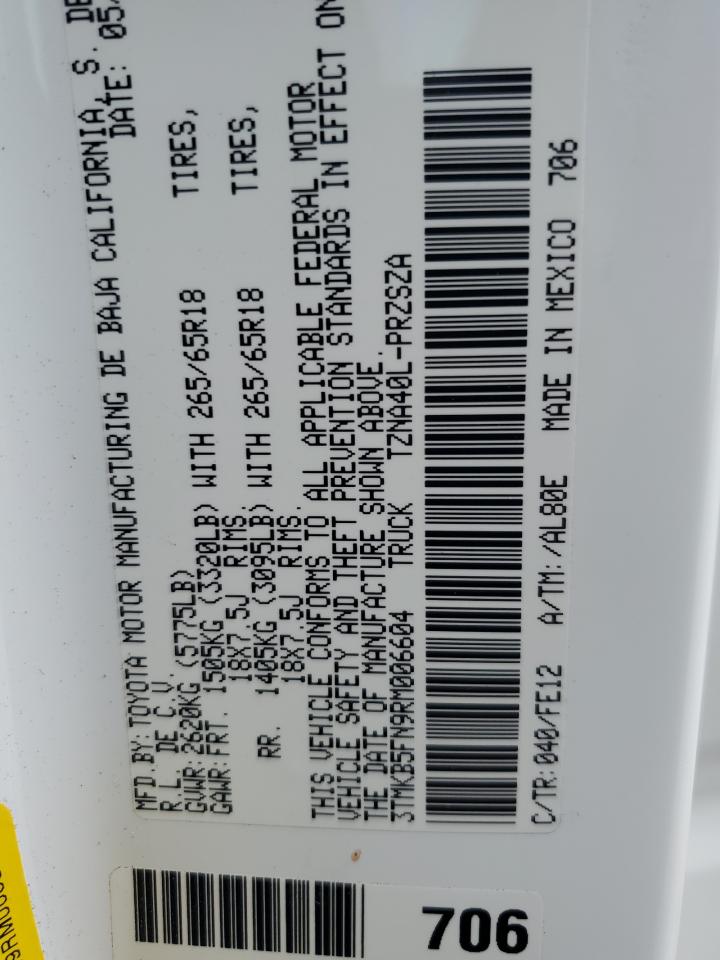 MFD.BY:TOYOTA MOTOR MANUFACTURING DE BAJA CALIFORNIA, S. DE
R.L. DE C.V. DATE: 05/
GVWR:2620KG (5775LB)
GAWR:FRT. 1505KG (3320LB) WITH 265/65R18 TIRES,
18X7.5J RIMS.
RR. 1405KG (3095LB) WITH 265/65R18 TIRES,
18X7.5J RIMS.
THIS VEHICLE CONFORMS TO ALL APPLICABLE FEDERAL MOTOR
VEHICLE SAFETY AND THEFT PREVENTION STANDARDS IN EFFECT ON
THE DATE OF MANUFACTURE SHOWN ABOVE.
3TMKB5FN9RM006604 TRUCK TZNA40L-PRZSZA
C/TR:040/FE12 A/TM:/AL80E MADE IN MEXICO 706
706